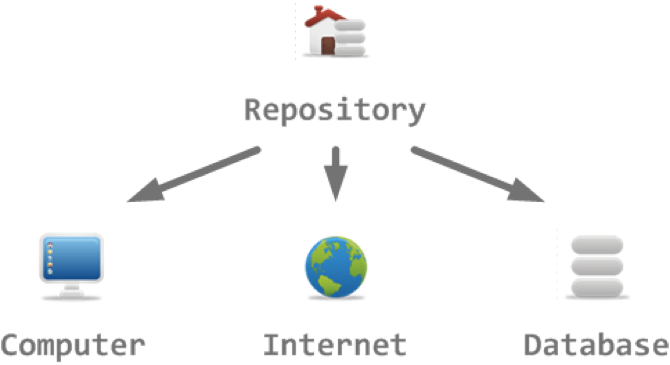 Repository
Computer
Internet
Database